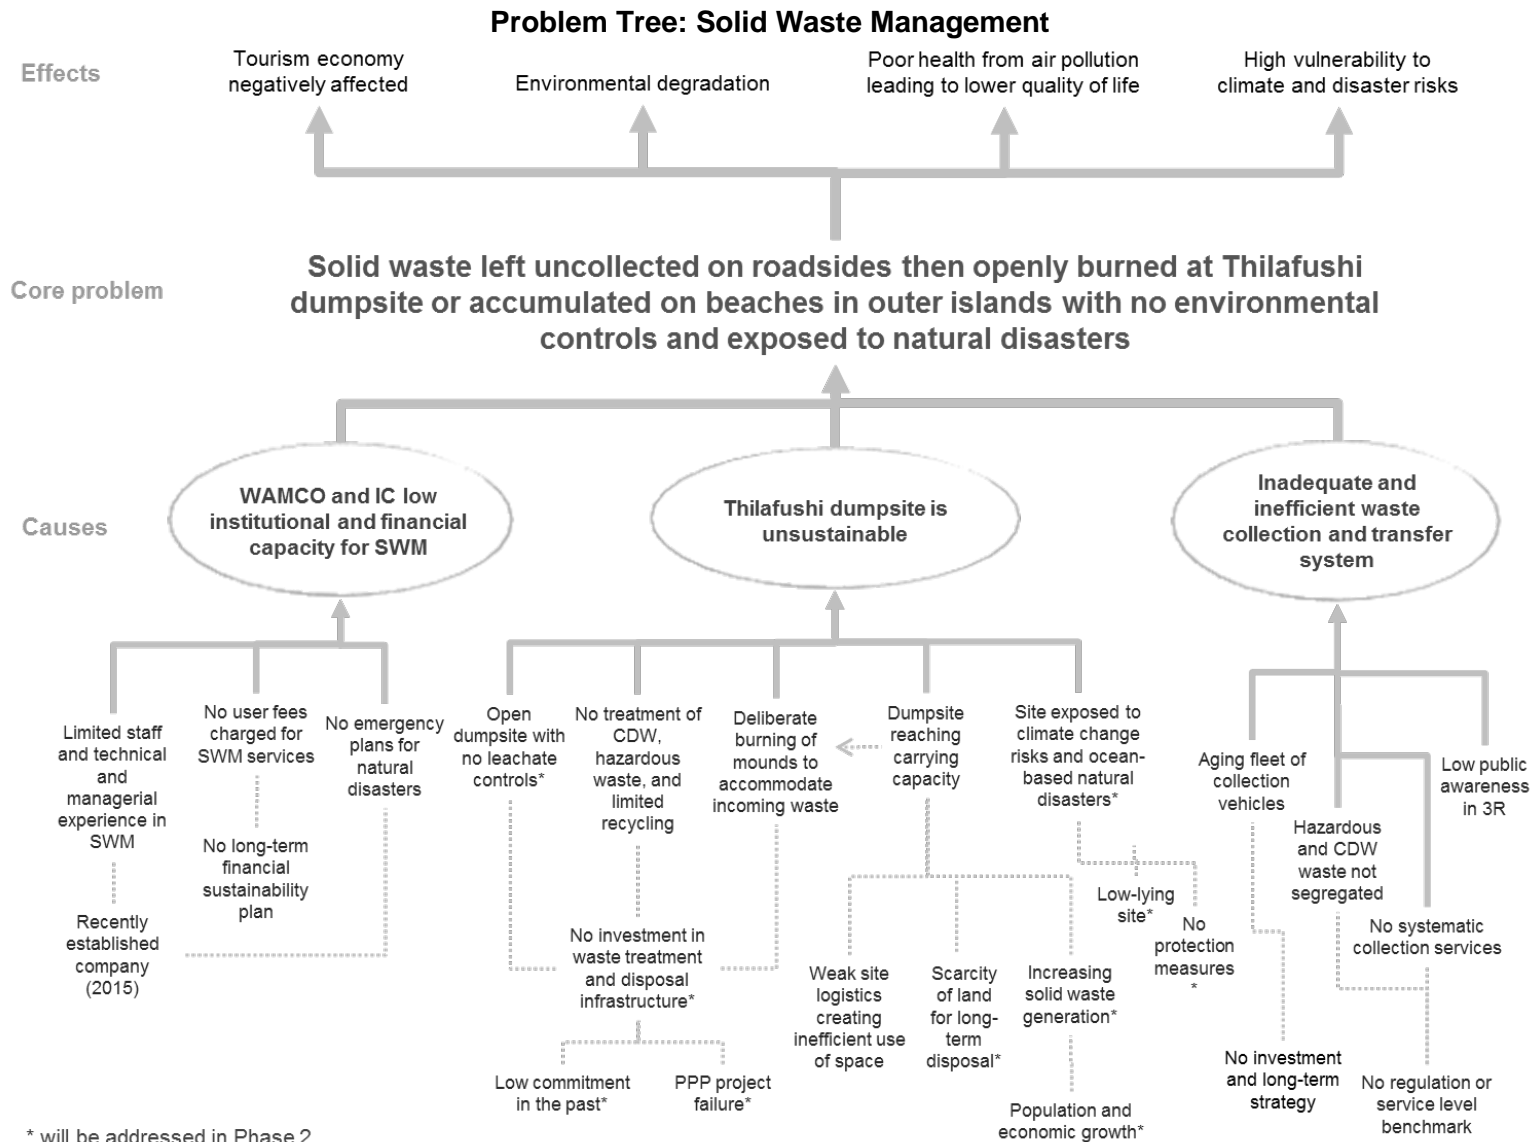 Problem Tree: Solid Waste Management
Effects
Tourism economy
negatively affected
Environmental degradation
Poor health from air pollution
leading to lower quality of life
High vulnerability to
climate and disaster risks
Core problem
Solid waste left uncollected on roadsides then openly burned at Thilafushi
dumpsite or accumulated on beaches in outer islands with no environmental
controls and exposed to natural disasters
Causes
WAMCO and IC low
institutional and financial
capacity for SWM
Thilafushi dumpsite is
unsustainable
Inadequate and
inefficient waste
collection and transfer
system
Limited staff
and technical
and
managerial
experience in
SWM
No user fees
charged for
SWM services
No emergency
plans for
natural
disasters
Open
dumpsite with
no leachate
controls*
No treatment of
CDW,
hazardous
waste, and
limited
recycling
Deliberate
burning of
mounds to
accommodate
incoming waste
Dumpsite
reaching
carrying
capacity
Site exposed to
climate change
risks and ocean-
based natural
disasters*
Aging fleet of
collection
vehicles
Hazardous
and CDW
waste not
segregated
Low public
awareness
in 3R
No long-term
financial
sustainability
plan
Recently
established
company
(2015)
No investment in
waste treatment
and disposal
infrastructure*
Low-lying
site*
No
protection
measures
*
No systematic
collection services
Weak site
logistics
creating
inefficient use
of space
Scarcity
of land
for long-
term
disposal*
Increasing
solid waste
generation*
Low commitment
in the past*
PPP project
failure*
Population and
economic growth*
No investment
and long-term
strategy
No regulation or
service level
benchmark
* will be addressed in Phase 2